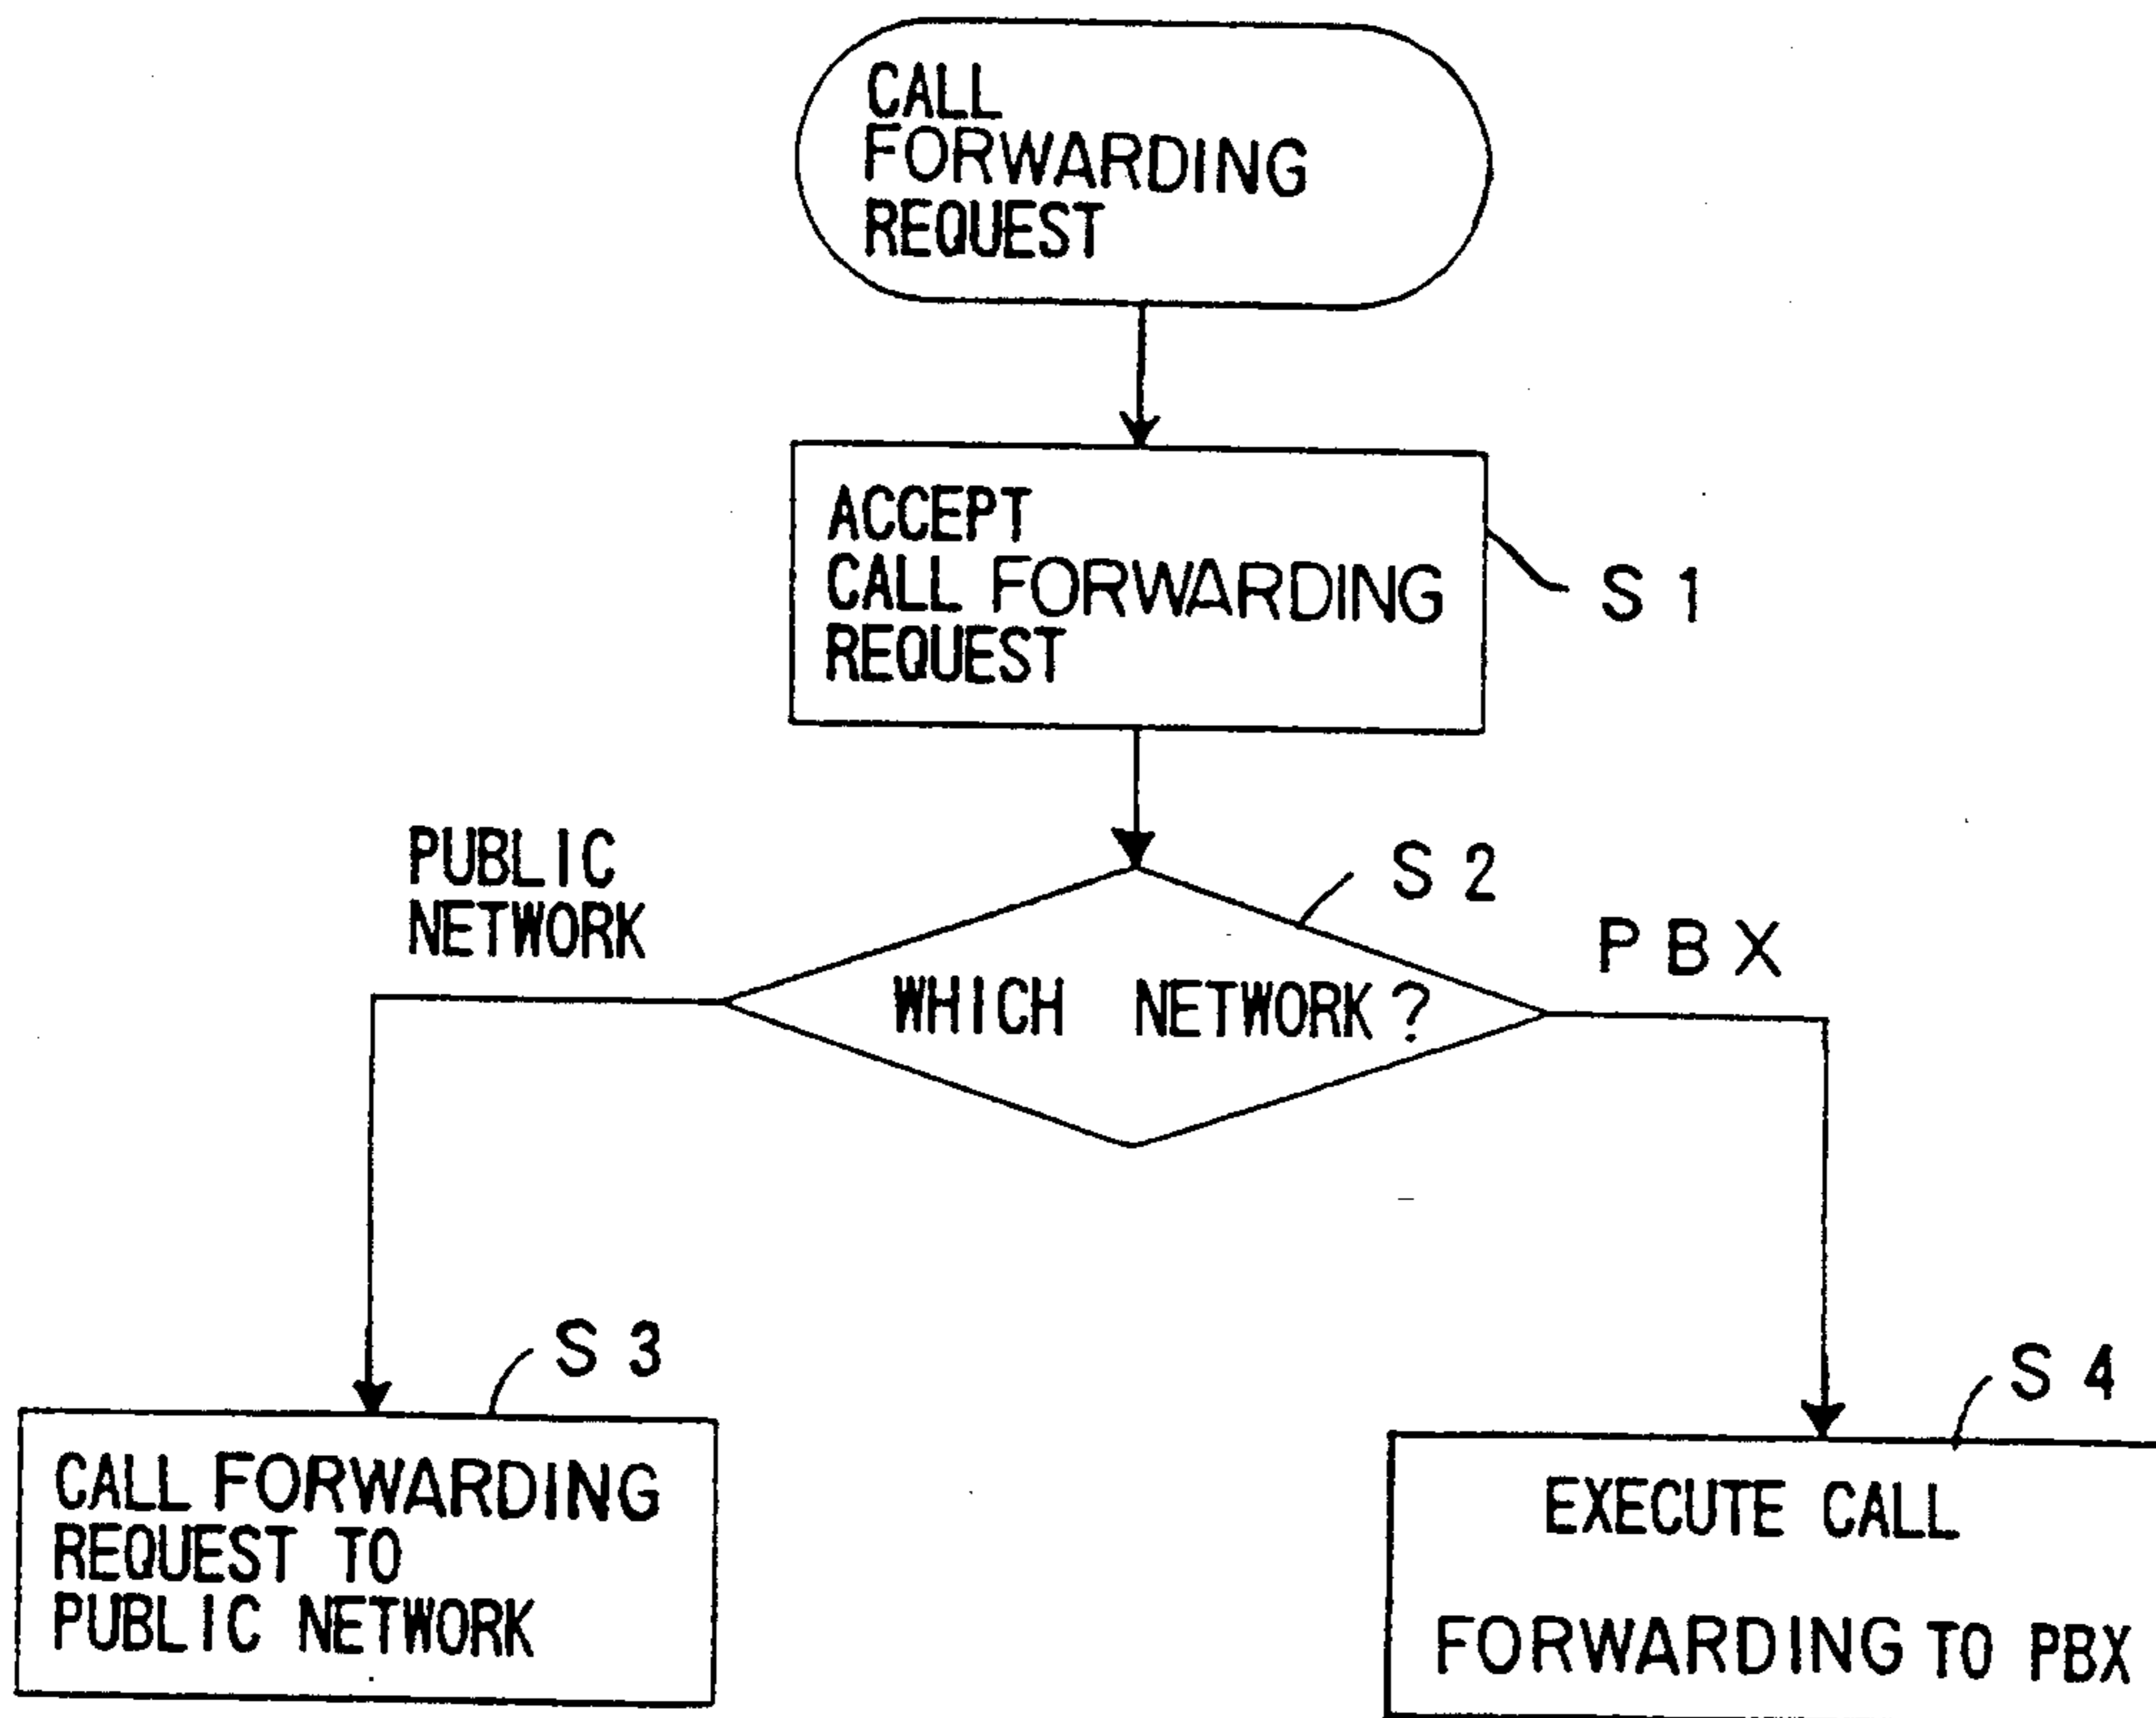 CALL
FORWARDING
REQUEST
ACCEPT
CALL FORWARDING
REQUEST
S 1
PUBLIC
NETWORK
S 2
PBX
WHICH NETWORK?
S 3
S 4
CALL FORWARDING
REQUEST TO
PUBLIC NETWORK
EXECUTE CALL
FORWARDING TO PBX